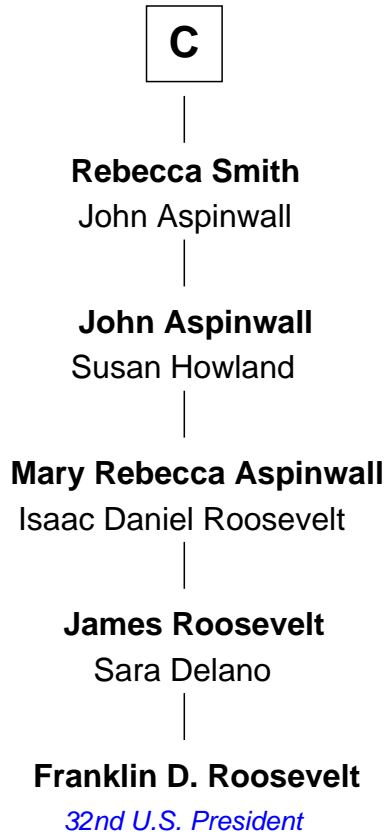 C
Rebecca Smith
John Aspinwall
John Aspinwall
Susan Howland
Mary Rebecca Aspinwall
Isaac Daniel Roosevelt
James Roosevelt
Sara Delano
Franklin D. Roosevelt
32nd U.S. President